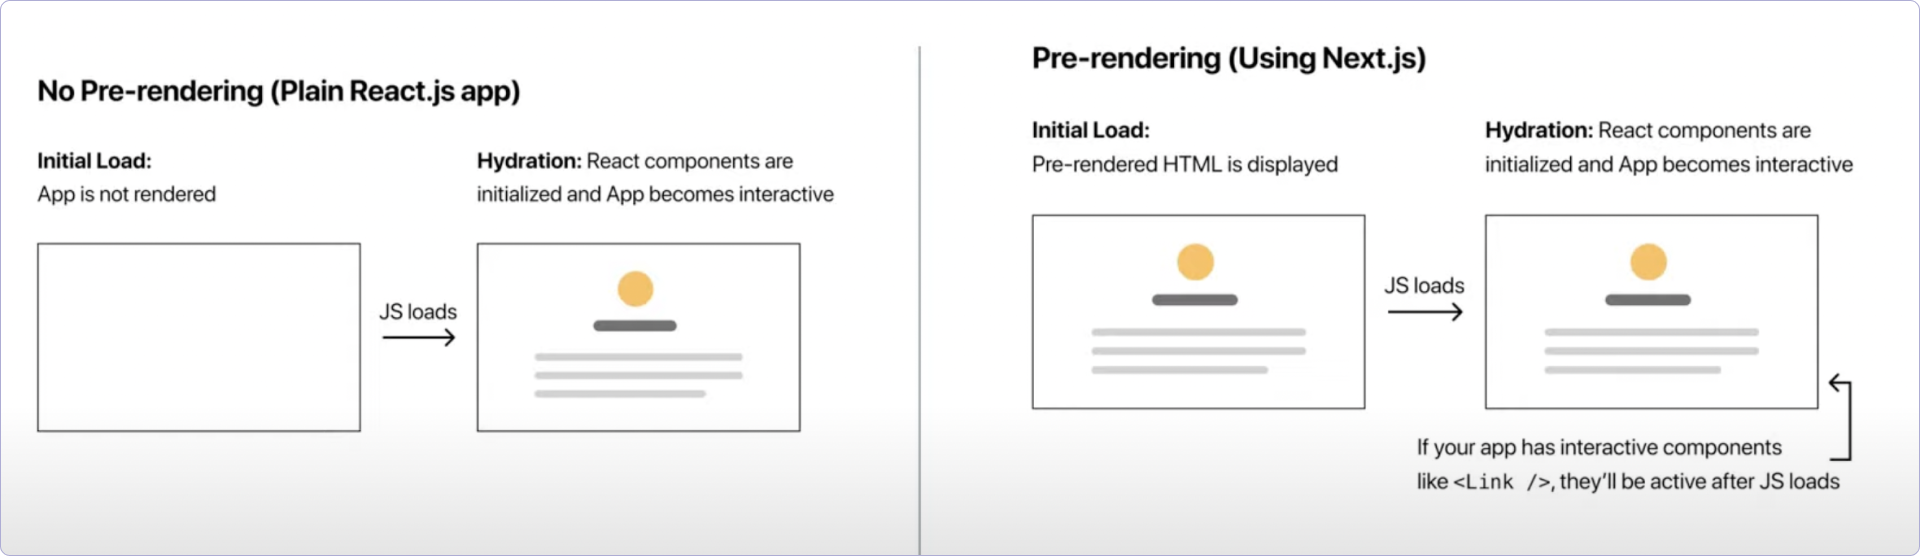 No Pre-rendering (Plain React.js app)
Initial Load:
App is not rendered
JS loads
Hydration: React components are
initialized and App becomes interactive
Pre-rendering (Using Next.js)
Initial Load:
Pre-rendered HTML is displayed
JS loads
Hydration: React components are
initialized and App becomes interactive
If your app has interactive components
like <Link />, they'll be active after JS loads